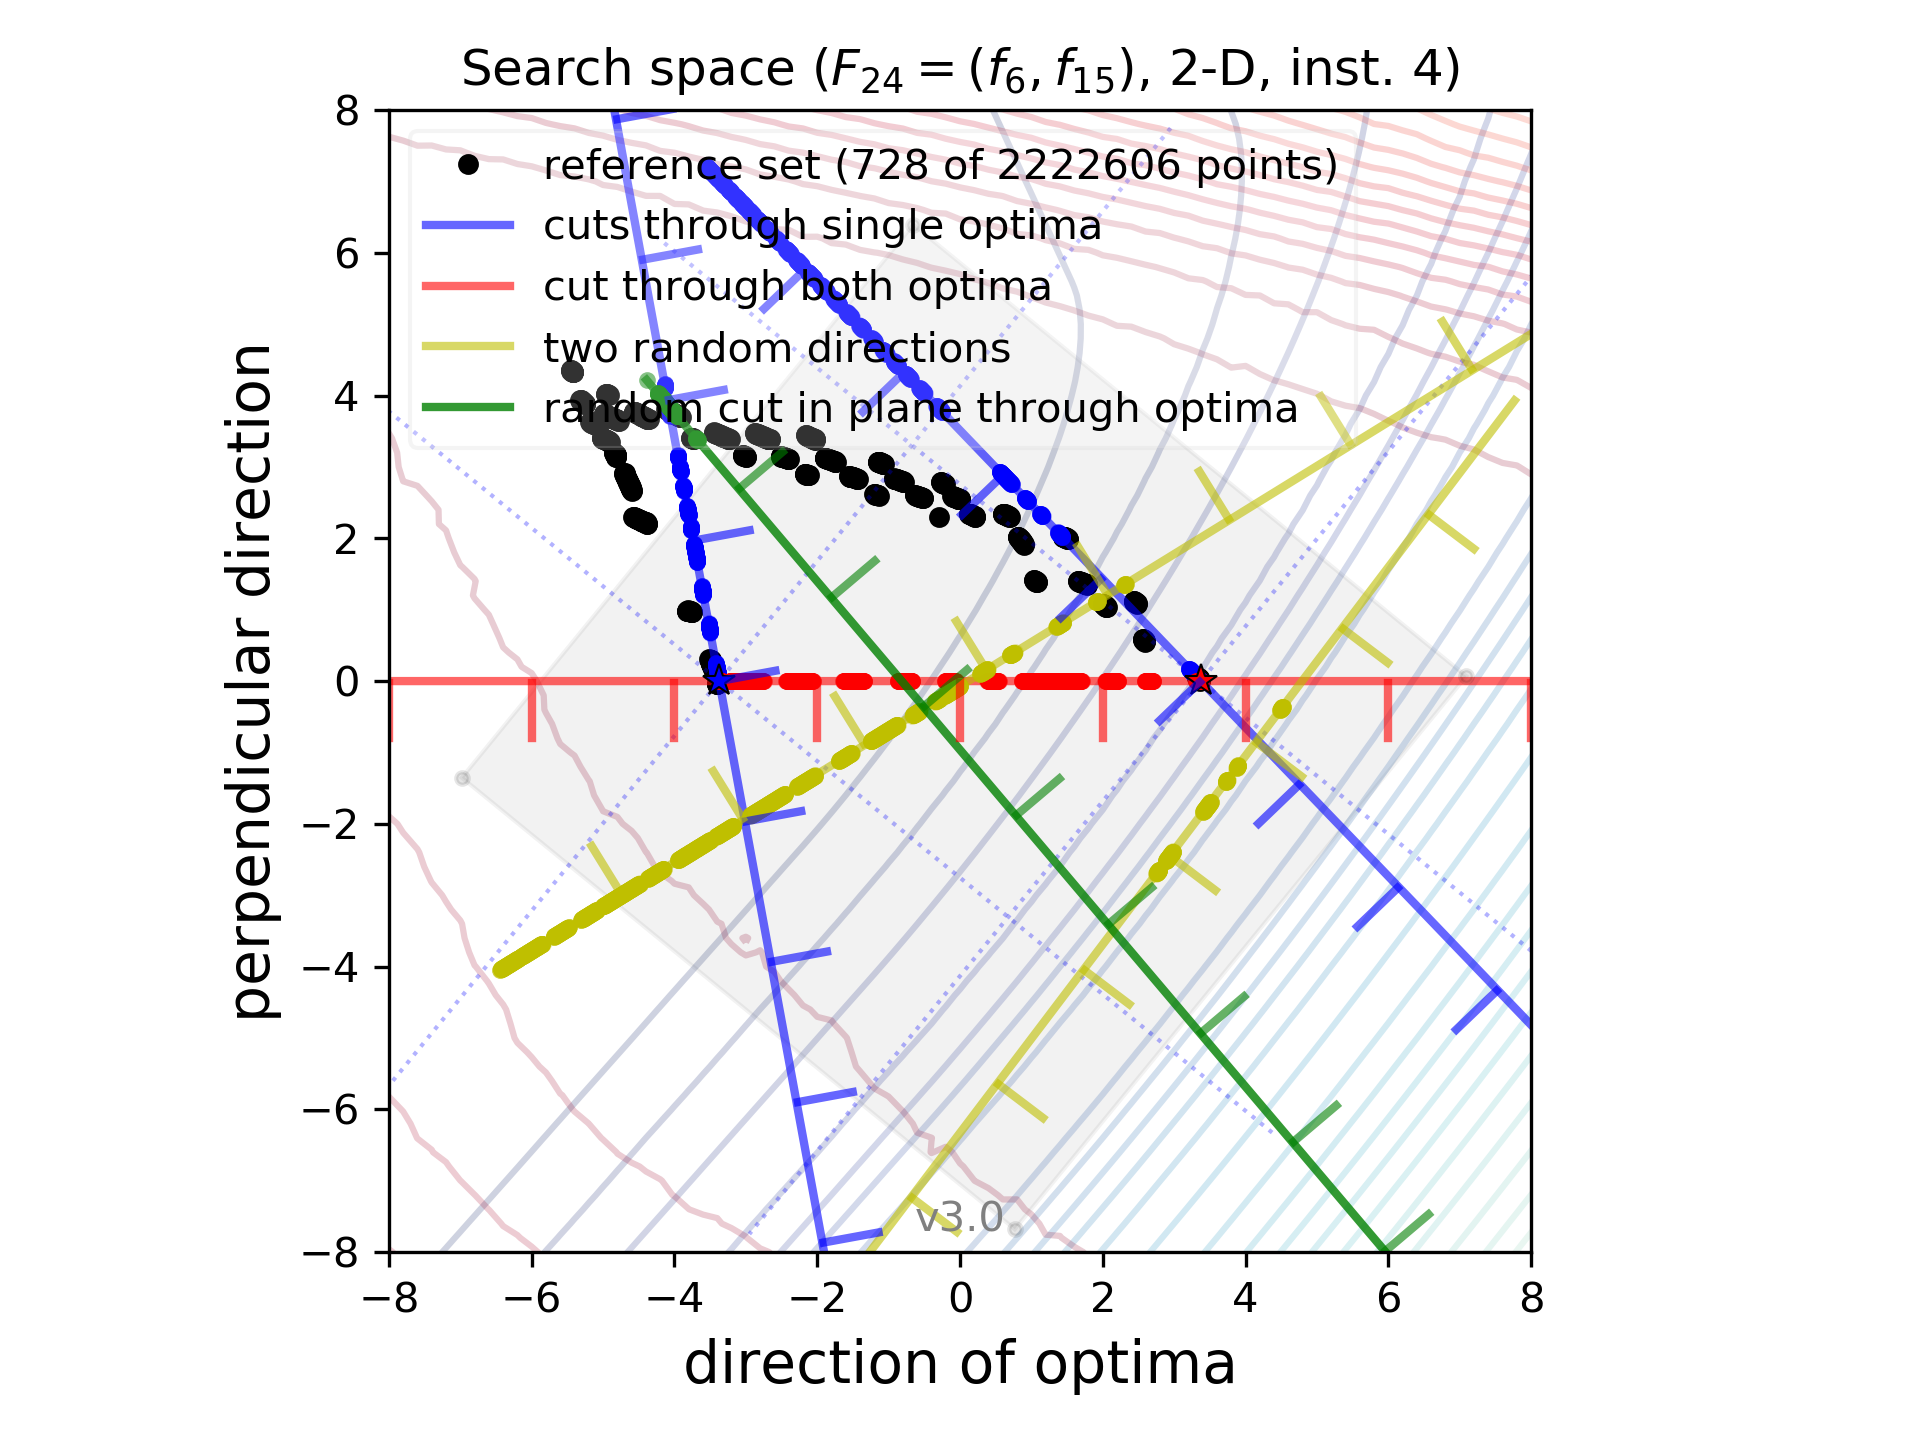 Search space (F24 = (f6, f15), 2-D, inst. 4)
reference set (728 of 2222606 points)
cuts through single optima
cut through both optima
two random directions
random cut in plane through optima
perpendicular direction
8
6
4
2
0
−2
−4
−6
−8
v3.0
−8 −6 −4 −2 0 2 4 6 8
direction of optima